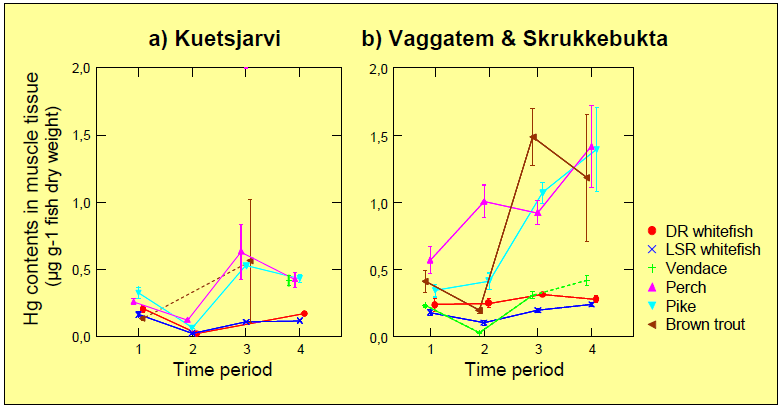 a) Kuetsjarvi
b) Vaggatem & Skrukkebukta
Hg contents in muscle tissue
(µg g-1 fish dry weight)
2,0
1,5
1,0
0,5
0,0
1 2 3 4
Time period
2,0
1,5
1,0
0,5
0,0
1 2 3 4
Time period
DR whitefish
LSR whitefish
Vendace
Perch
Pike
Brown trout